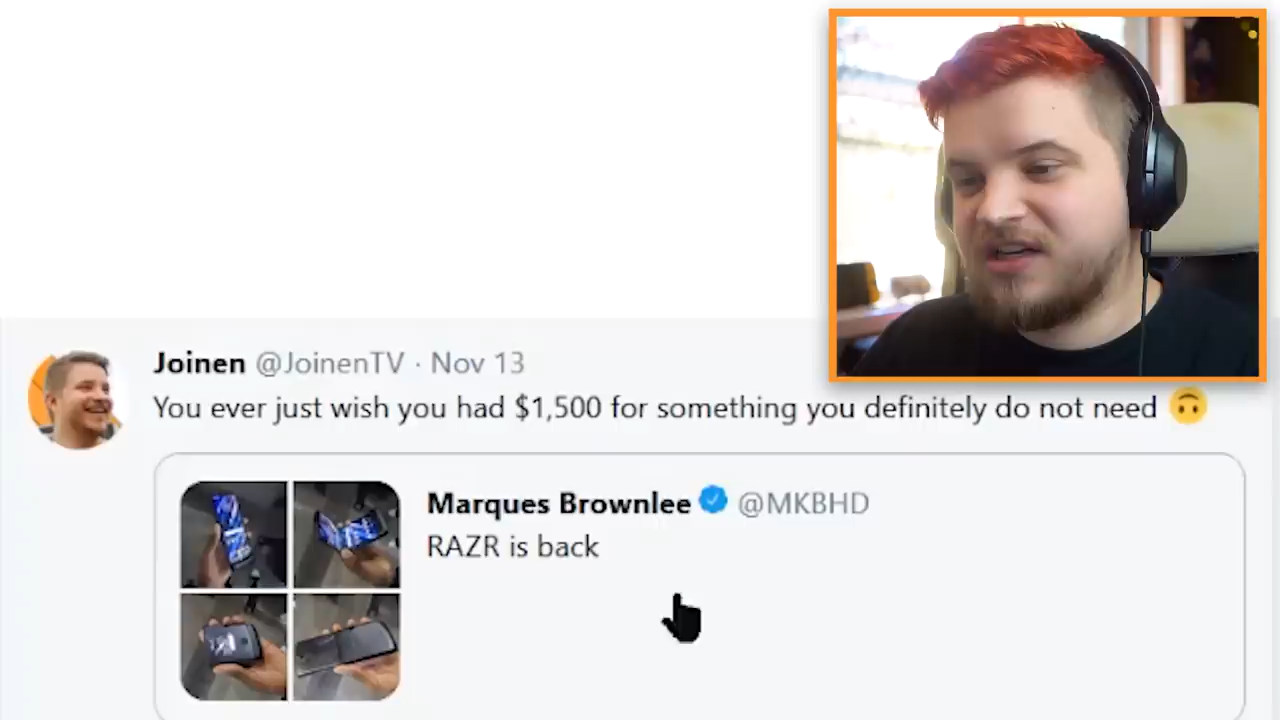 Joinen @JoinenTV · Nov 13
You ever just wish you had $1,500 for something you definitely do not need 🙃
Marques Brownlee @MKBHD
RAZR is back